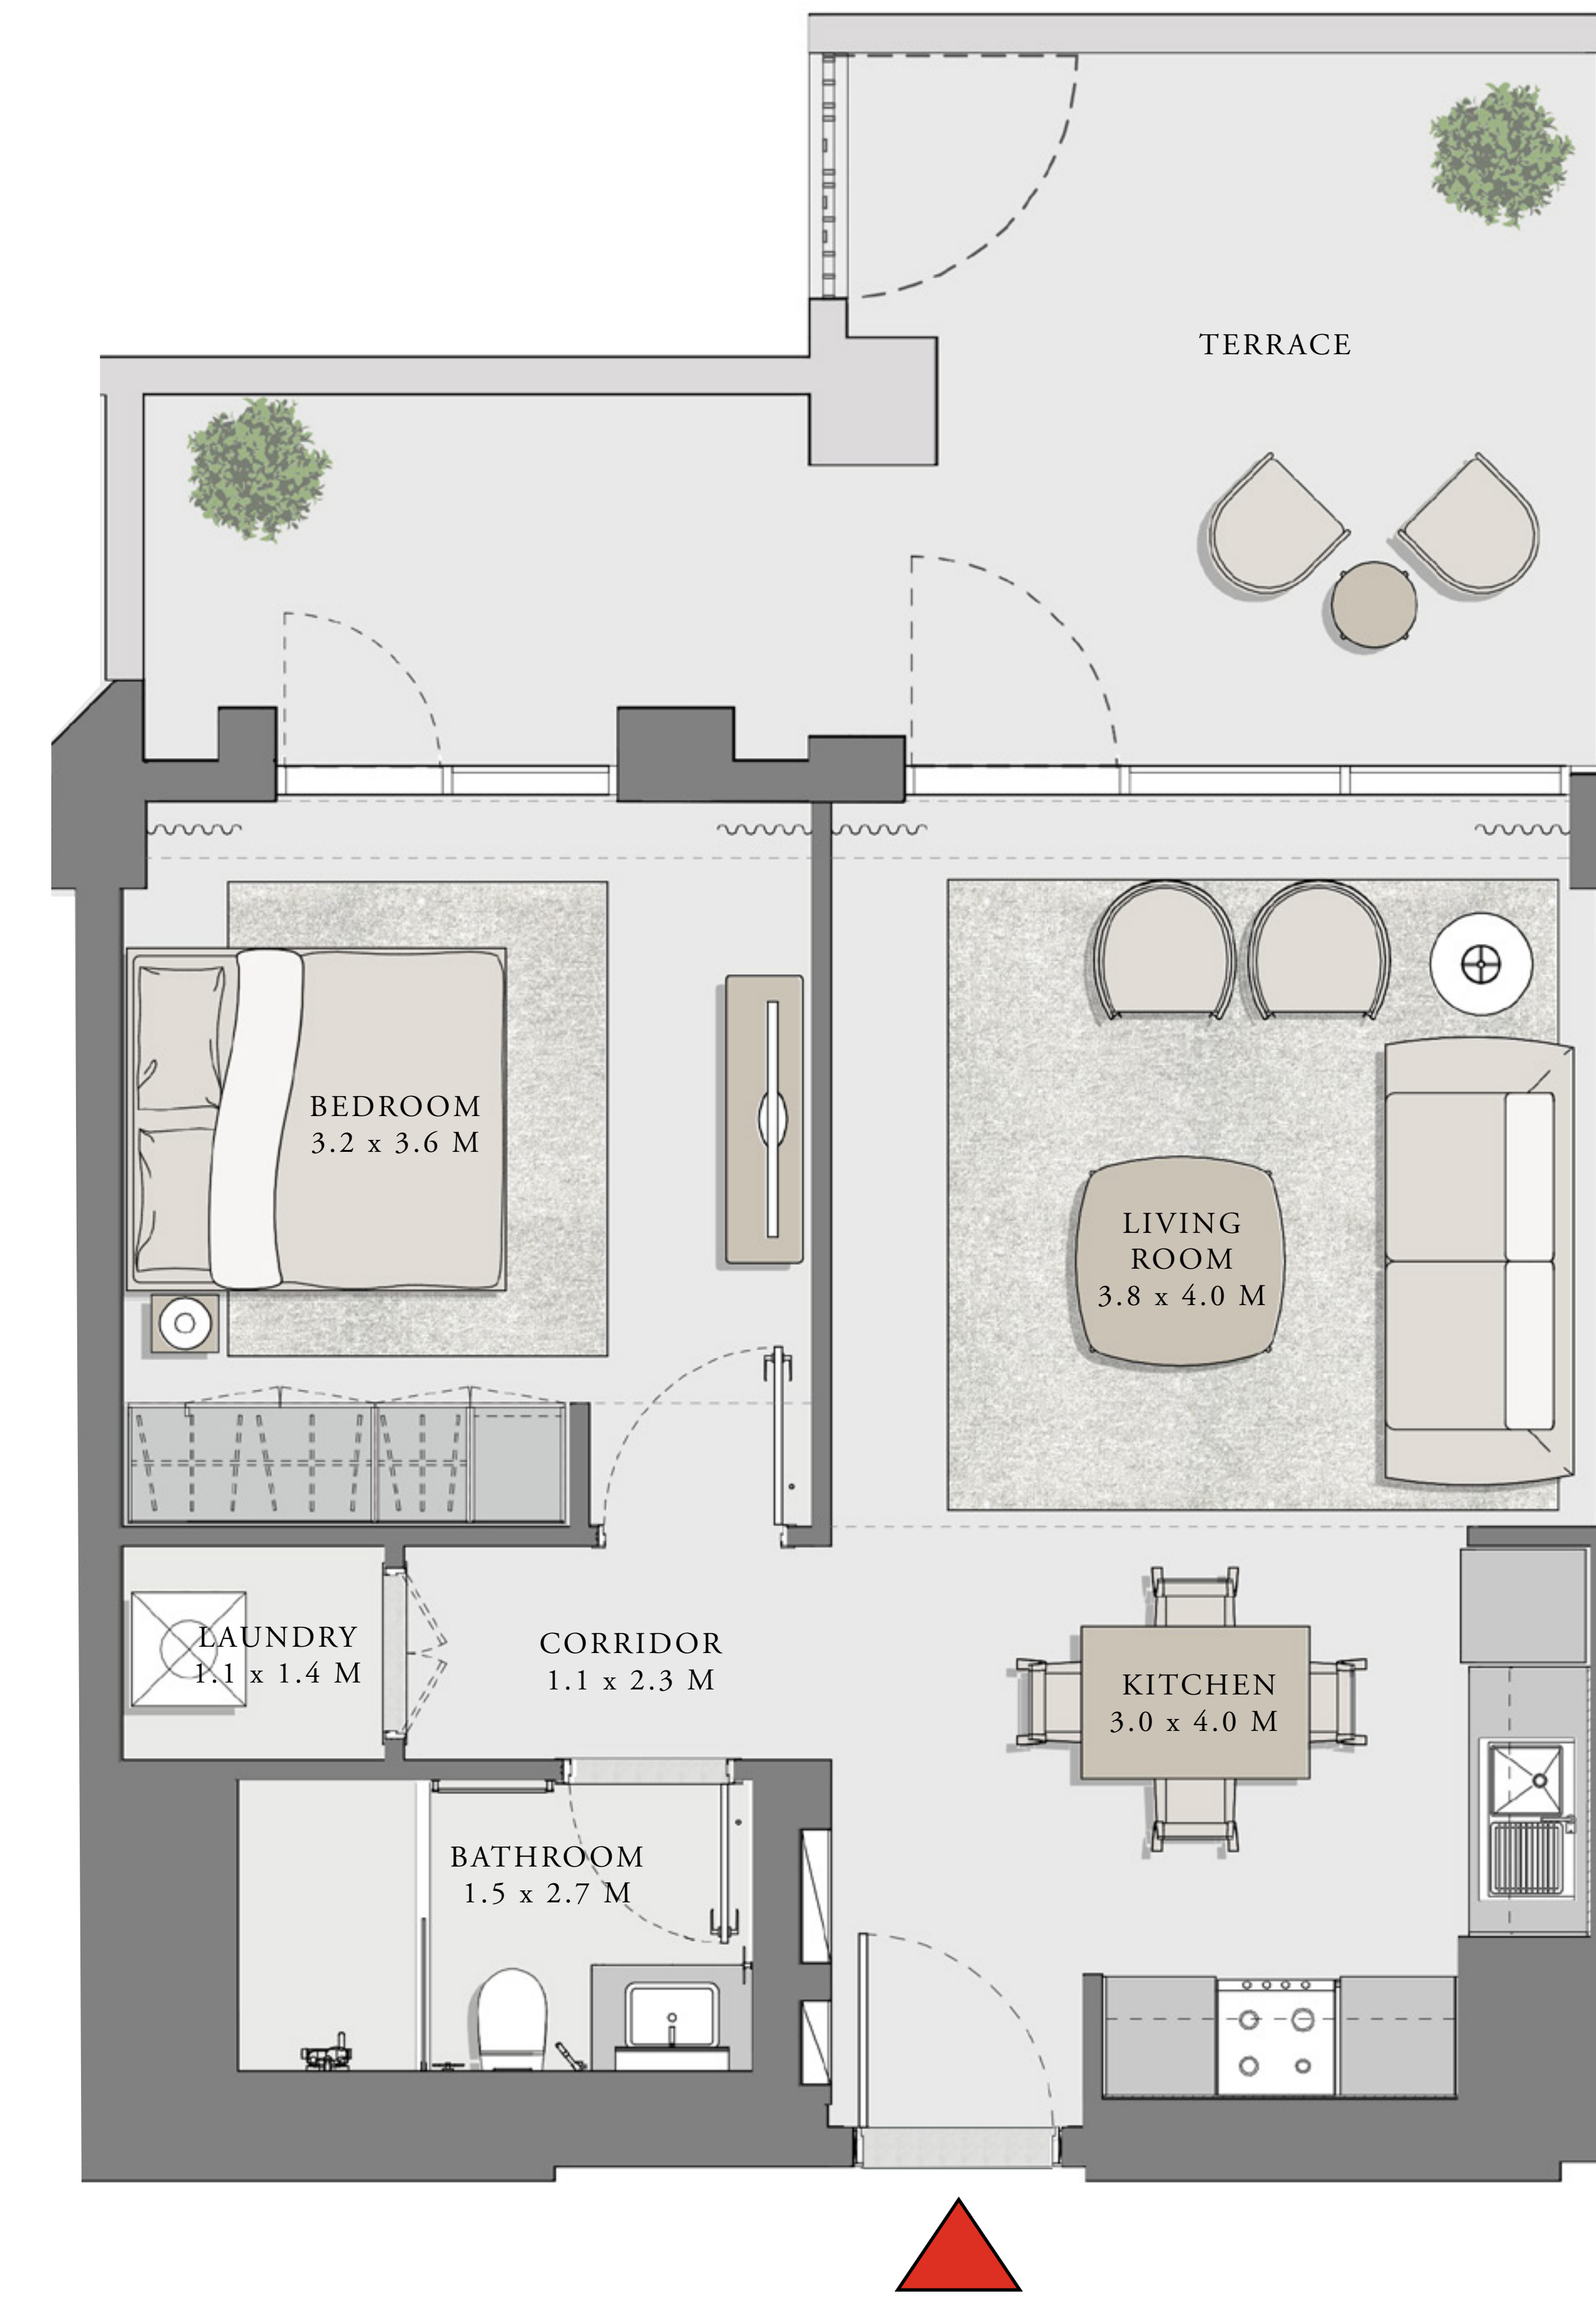 TERRACE
BEDROOM
3.2 x 3.6 M
LIVING
ROOM
3.8 x 4.0 M
LAUNDRY
1.1 x 1.4 M
CORRIDOR
1.1 x 2.3 M
KITCHEN
3.0 x 4.0 M
BATHROOM
1.5 x 2.7 M